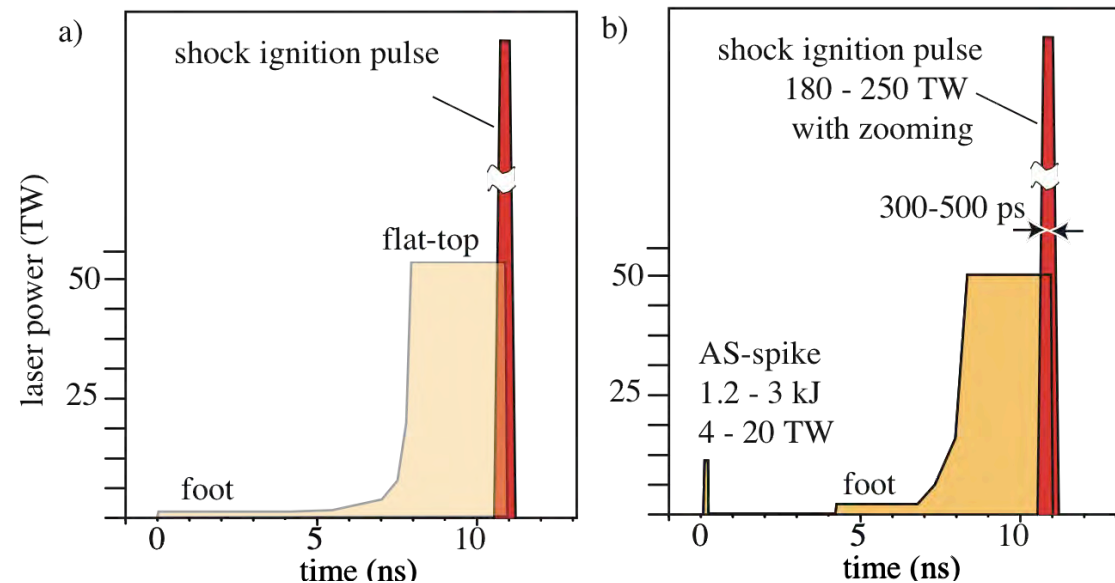 a)
shock ignition pulse
flat-top
foot
laser power (TW)
50
25
0
0
5
10
time (ns)
b)
shock ignition pulse
180 - 250 TW
with zooming
300-500 ps
AS-spike
1.2 - 3 kJ
4 - 20 TW
foot
50
25
0
0
5
10
time (ns)